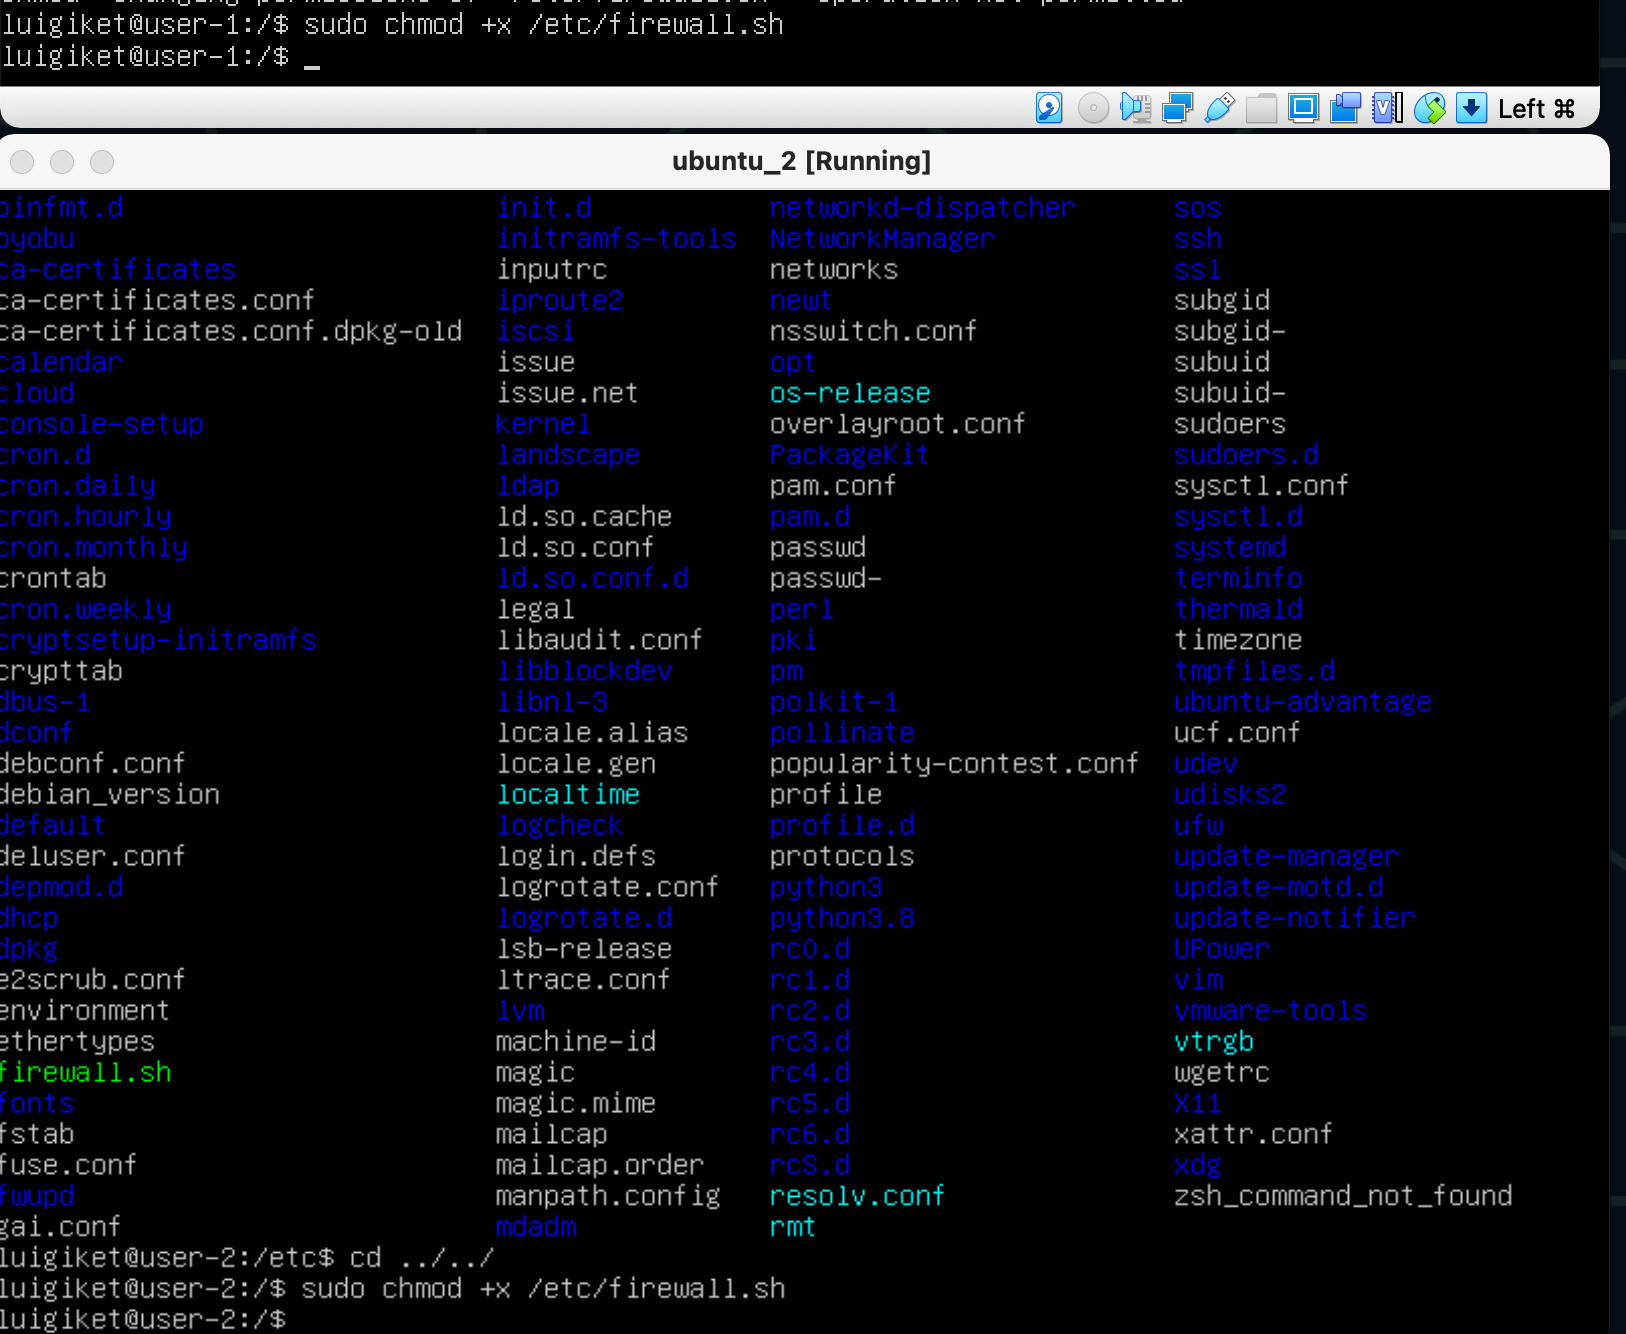 luigiket@user-1:/$ sudo chmod +x /etc/firewall.sh
luigiket@user-1:/$ _
Left ⌘
ubuntu_2 [Running]
binfmt.d init.d networkd-dispatcher sos
byobu initramfs-tools NetworkManager ssh
ca-certificates inputrc networks ssl
ca-certificates.conf iproute2 newt subgid
ca-certificates.conf.dpkg-old iscsi nsswitch.conf subgid-
calendar issue opt subuid
cloud issue.net os-release subuid-
console-setup kernel overlayroot.conf sudoers
cron.d landscape PackageKit sudoers.d
cron.daily ldap pam.conf sysctl.conf
cron.hourly ld.so.cache pam.d sysctl.d
cron.monthly ld.so.conf passwd systemd
crontab ld.so.conf.d passwd- terminfo
cron.weekly legal perl thermald
cryptsetup-initramfs libaudit.conf pki timezone
crypttab libblockdev pm tmpfiles.d
dbus-1 libnl-3 polkit-1 ubuntu-advantage
dconf locale.alias pollinate ucf.conf
debconf.conf locale.gen popularity-contest.conf udev
debian_version localtime profile udisks2
default logcheck profile.d ufw
deluser.conf login.defs protocols update-manager
depmod.d logrotate.conf python3 update-motd.d
dhcp logrotate.d python3.8 update-notifier
dpkg lsb-release rc0.d UPower
e2scrub.conf ltrace.conf rc1.d vim
environment lvm rc2.d vmware-tools
ethertypes machine-id rc3.d vtrgb
firewall.sh magic rc4.d wgetrc
fonts magic.mime rc5.d X11
fstab mailcap rc6.d xattr.conf
fuse.conf mailcap.order rcS.d xdg
fwupd manpath.config resolv.conf zsh_command_not_found
gai.conf mdadm rmt
luigiket@user-2:/etc$ cd ../../
luigiket@user-2:/$ sudo chmod +x /etc/firewall.sh
luigiket@user-2:/$